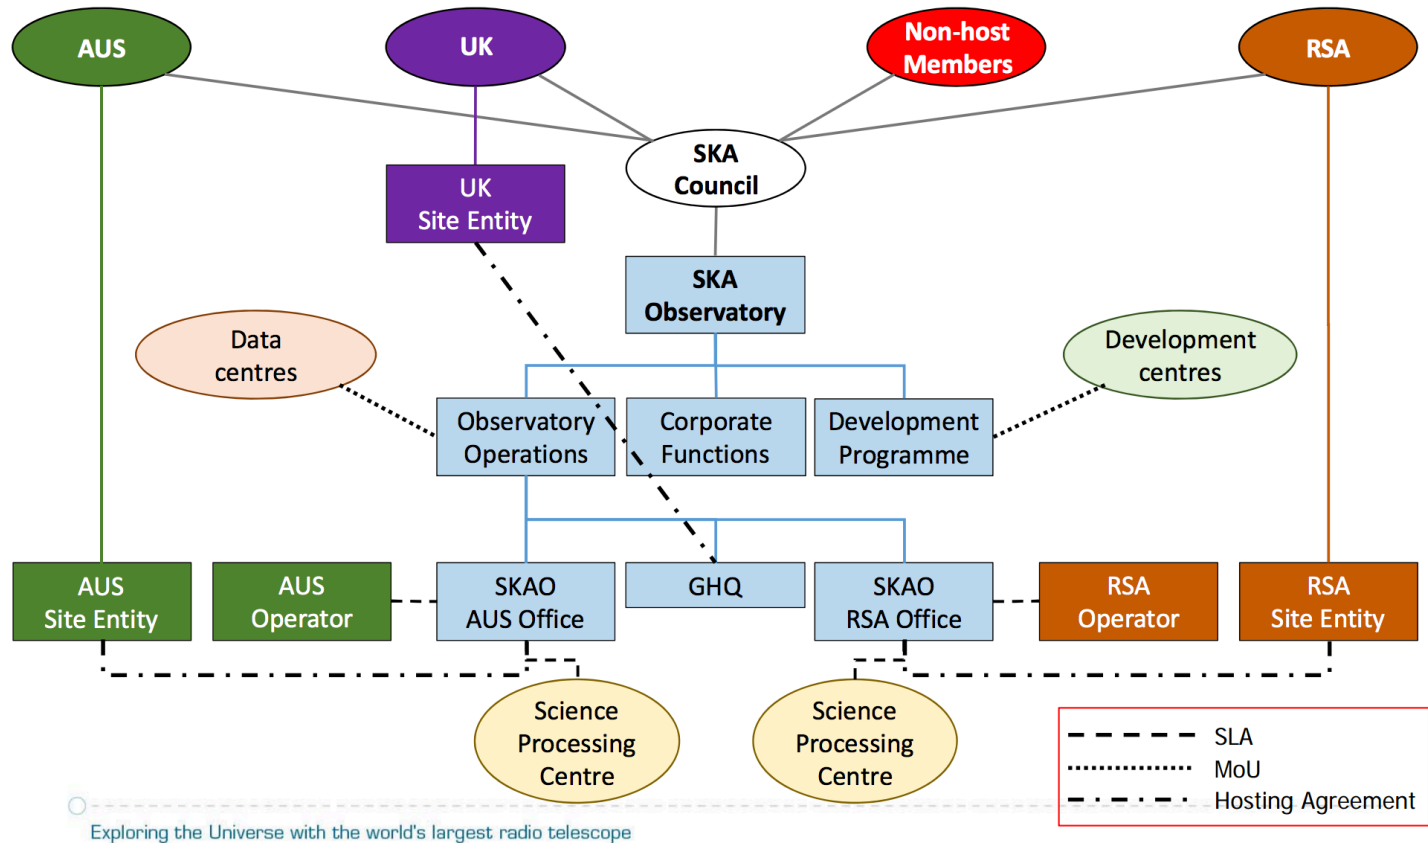 AUS
UK
Non-host
Members
RSA
SKA
Council
UK
Site Entity
SKA
Observatory
Data
centres
Development
centres
Observatory
Operations
Corporate
Functions
Development
Programme
AUS
Site Entity
AUS
Operator
SKAO
AUS Office
GHQ
SKAO
RSA Office
RSA
Operator
RSA
Site Entity
Science
Processing
Centre
Science
Processing
Centre
SLA
MoU
Hosting Agreement
Exploring the Universe with the world's largest radio telescope